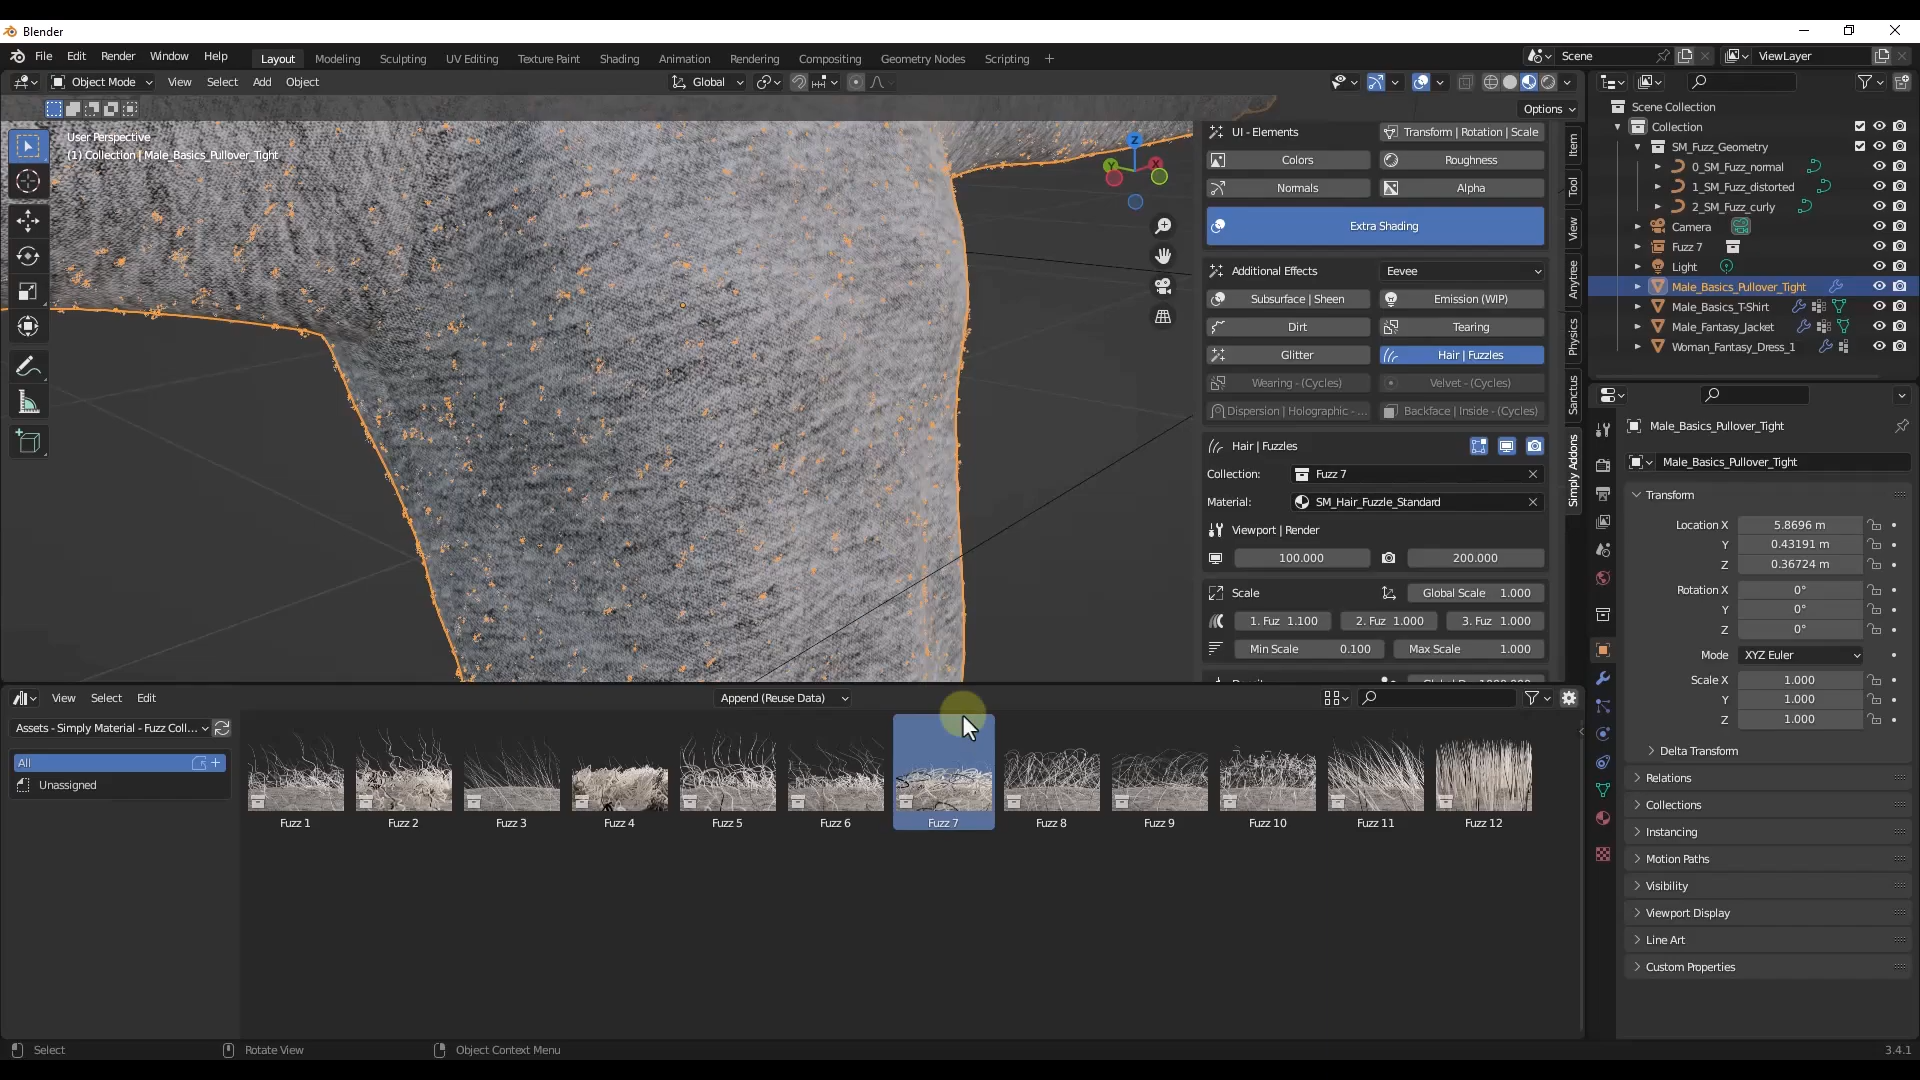 Blender
File Edit Render Window Help Layout Modeling Sculpting UV Editing Texture Paint Shading Animation Rendering Compositing Geometry Nodes Scripting + Scene ViewLayer
Object Mode View Select Add Object Global
Options
User Perspective
(1) Collection | Male_Basics_Pullover_Tight
Z
Y X
UI - Elements Transform | Rotation | Scale
Colors Roughness
Normals Alpha
Extra Shading
Additional Effects Eevee
Subsurface | Sheen Emission (WIP)
Dirt Tearing
Glitter Hair | Fuzzles
Wearing - (Cycles) Velvet - (Cycles)
Dispersion | Holographic - ... Backface | Inside - (Cycles)
Hair | Fuzzles
Collection: Fuzz 7
Material: SM_Hair_Fuzzle_Standard
Viewport | Render
100.000 200.000
Scale Global Scale 1.000
1. Fuz 1.100 2. Fuz 1.000 3. Fuz 1.000
Min Scale 0.100 Max Scale 1.000
Item
Tool
View
Anytree
Physics
Sanctus
Simply Addons
Scene Collection
Collection
SM_Fuzz_Geometry
0_SM_Fuzz_normal
1_SM_Fuzz_distorted
2_SM_Fuzz_curly
Camera
Fuzz 7
Light
Male_Basics_Pullover_Tight
Male_Basics_T-Shirt
Male_Fantasy_Jacket
Woman_Fantasy_Dress_1
Male_Basics_Pullover_Tight
Male_Basics_Pullover_Tight
Transform
Location X 5.8696 m
Y 0.43191 m
Z 0.36724 m
Rotation X 0°
Y 0°
Z 0°
Mode XYZ Euler
Scale X 1.000
Y 1.000
Z 1.000
Delta Transform
Relations
Collections
Instancing
Motion Paths
Visibility
Viewport Display
Line Art
Custom Properties
View Select Edit Append (Reuse Data)
Assets - Simply Material - Fuzz Coll...
All
Unassigned
Fuzz 1 Fuzz 2 Fuzz 3 Fuzz 4 Fuzz 5 Fuzz 6 Fuzz 7 Fuzz 8 Fuzz 9 Fuzz 10 Fuzz 11 Fuzz 12
Select Rotate View Object Context Menu 3.4.1